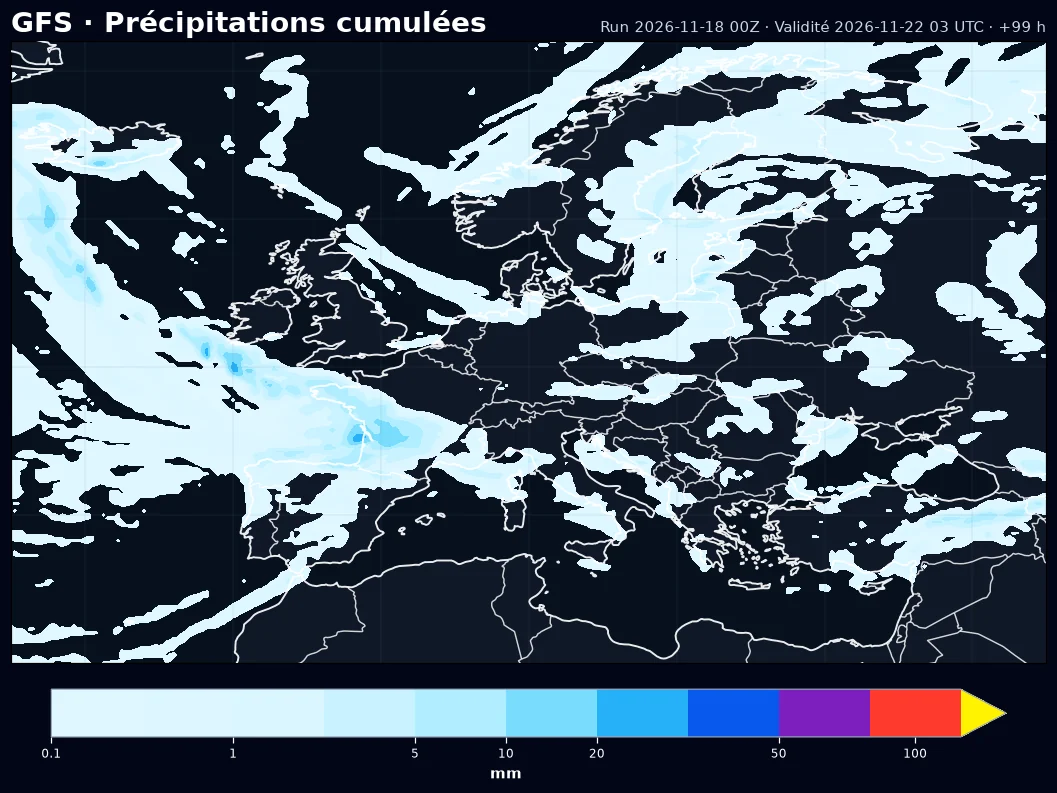 GFS · Précipitations cumulées
Run 2026-11-18 00Z · Validité 2026-11-22 03 UTC · +99 h
0.1 1 5 10 20 50 100
mm